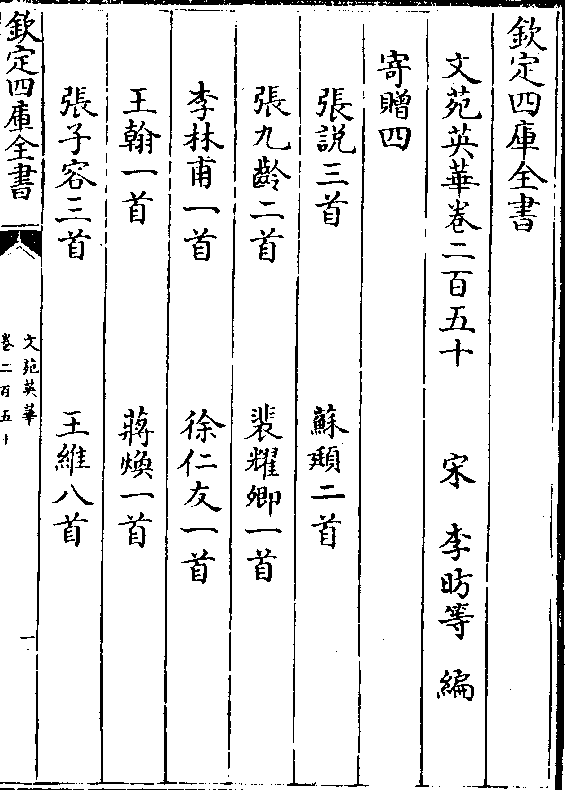 欽定四庫全書
文苑英華卷二百五十　宋　李昉等　編
寄贈四
張説三首　蘇頲二首
張九齡二首　裴耀卿一首
李林甫一首　徐仁友一首
王翰一首　蔣煥一首
張子容三首　王維八首
欽定四庫全書
文苑英華
卷二百五十
一